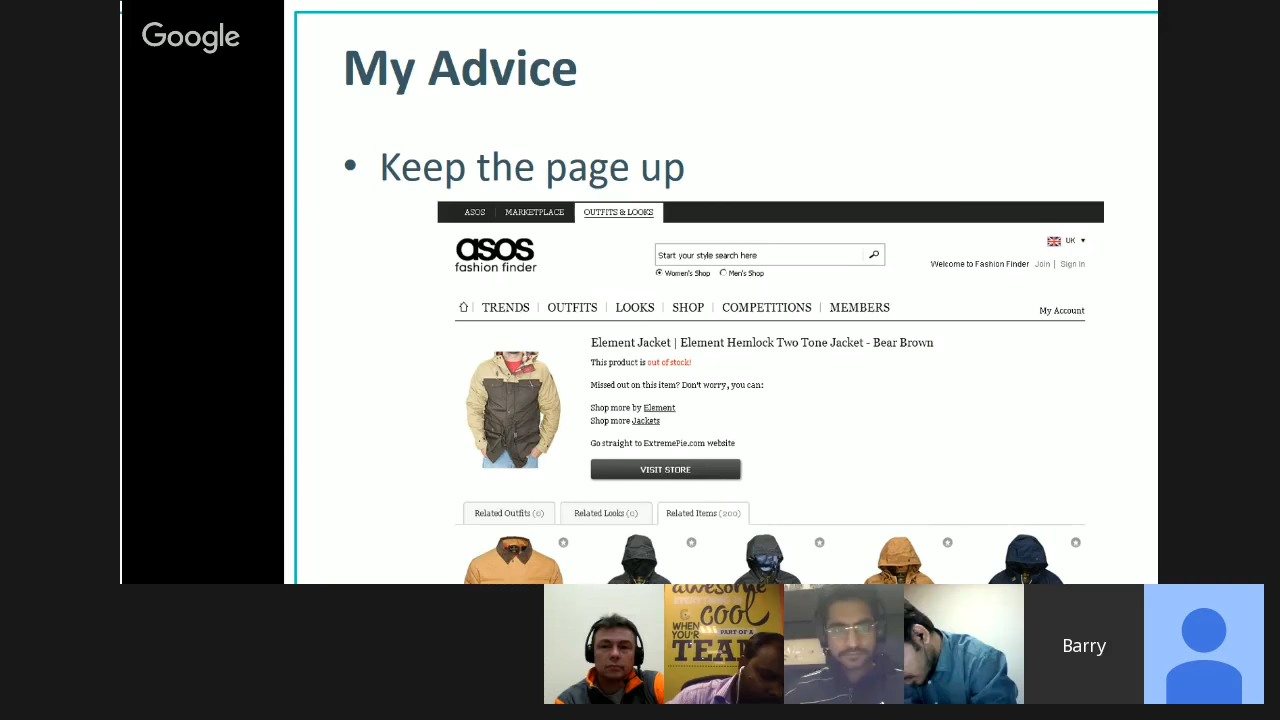 Google
My Advice
• Keep the page up
ASOS MARKETPLACE OUTFITS & LOOKS
asos
fashion finder
Start your style search here
Women's Shop Men's Shop
UK
Welcome to Fashion Finder Join Sign In
TRENDS OUTFITS LOOKS SHOP COMPETITIONS MEMBERS
My Account
Element Jacket | Element Hemlock Two Tone Jacket - Bear Brown
This product is out of stock!
Missed out on this item? Don't worry, you can:
Shop more by Element
Shop more Jackets
Go straight to ExtremePie.com website
VISIT STORE
Related Outfits (0) Related Looks (0) Related Items (200)
awesome
cool
WHEN
YOU'RE
PART OF A
TEAM
Barry